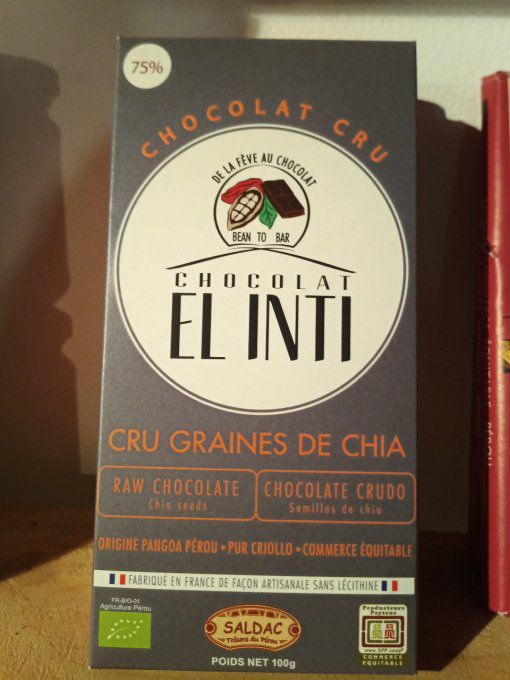 75%
CHOCOLAT CRU
DE LA FÈVE AU CHOCOLAT
BEAN TO BAR
CHOCOLAT
EL INTI
CRU GRAINES DE CHIA
RAW CHOCOLATE
Chia seeds
CHOCOLATE CRUDO
Semillas de chia
ORIGINE PANGOA PÉROU • PUR CRIOLLO • COMMERCE ÉQUITABLE
FABRIQUÉ EN FRANCE DE FAÇON ARTISANALE SANS LÉCITHINE
FR-BIO-01
Agriculture Pérou
SALDAC
Trésors du Pérou
POIDS NET 100g
Producteurs
Paysans
www.SPP.coop
COMMERCE
ÉQUITABLE